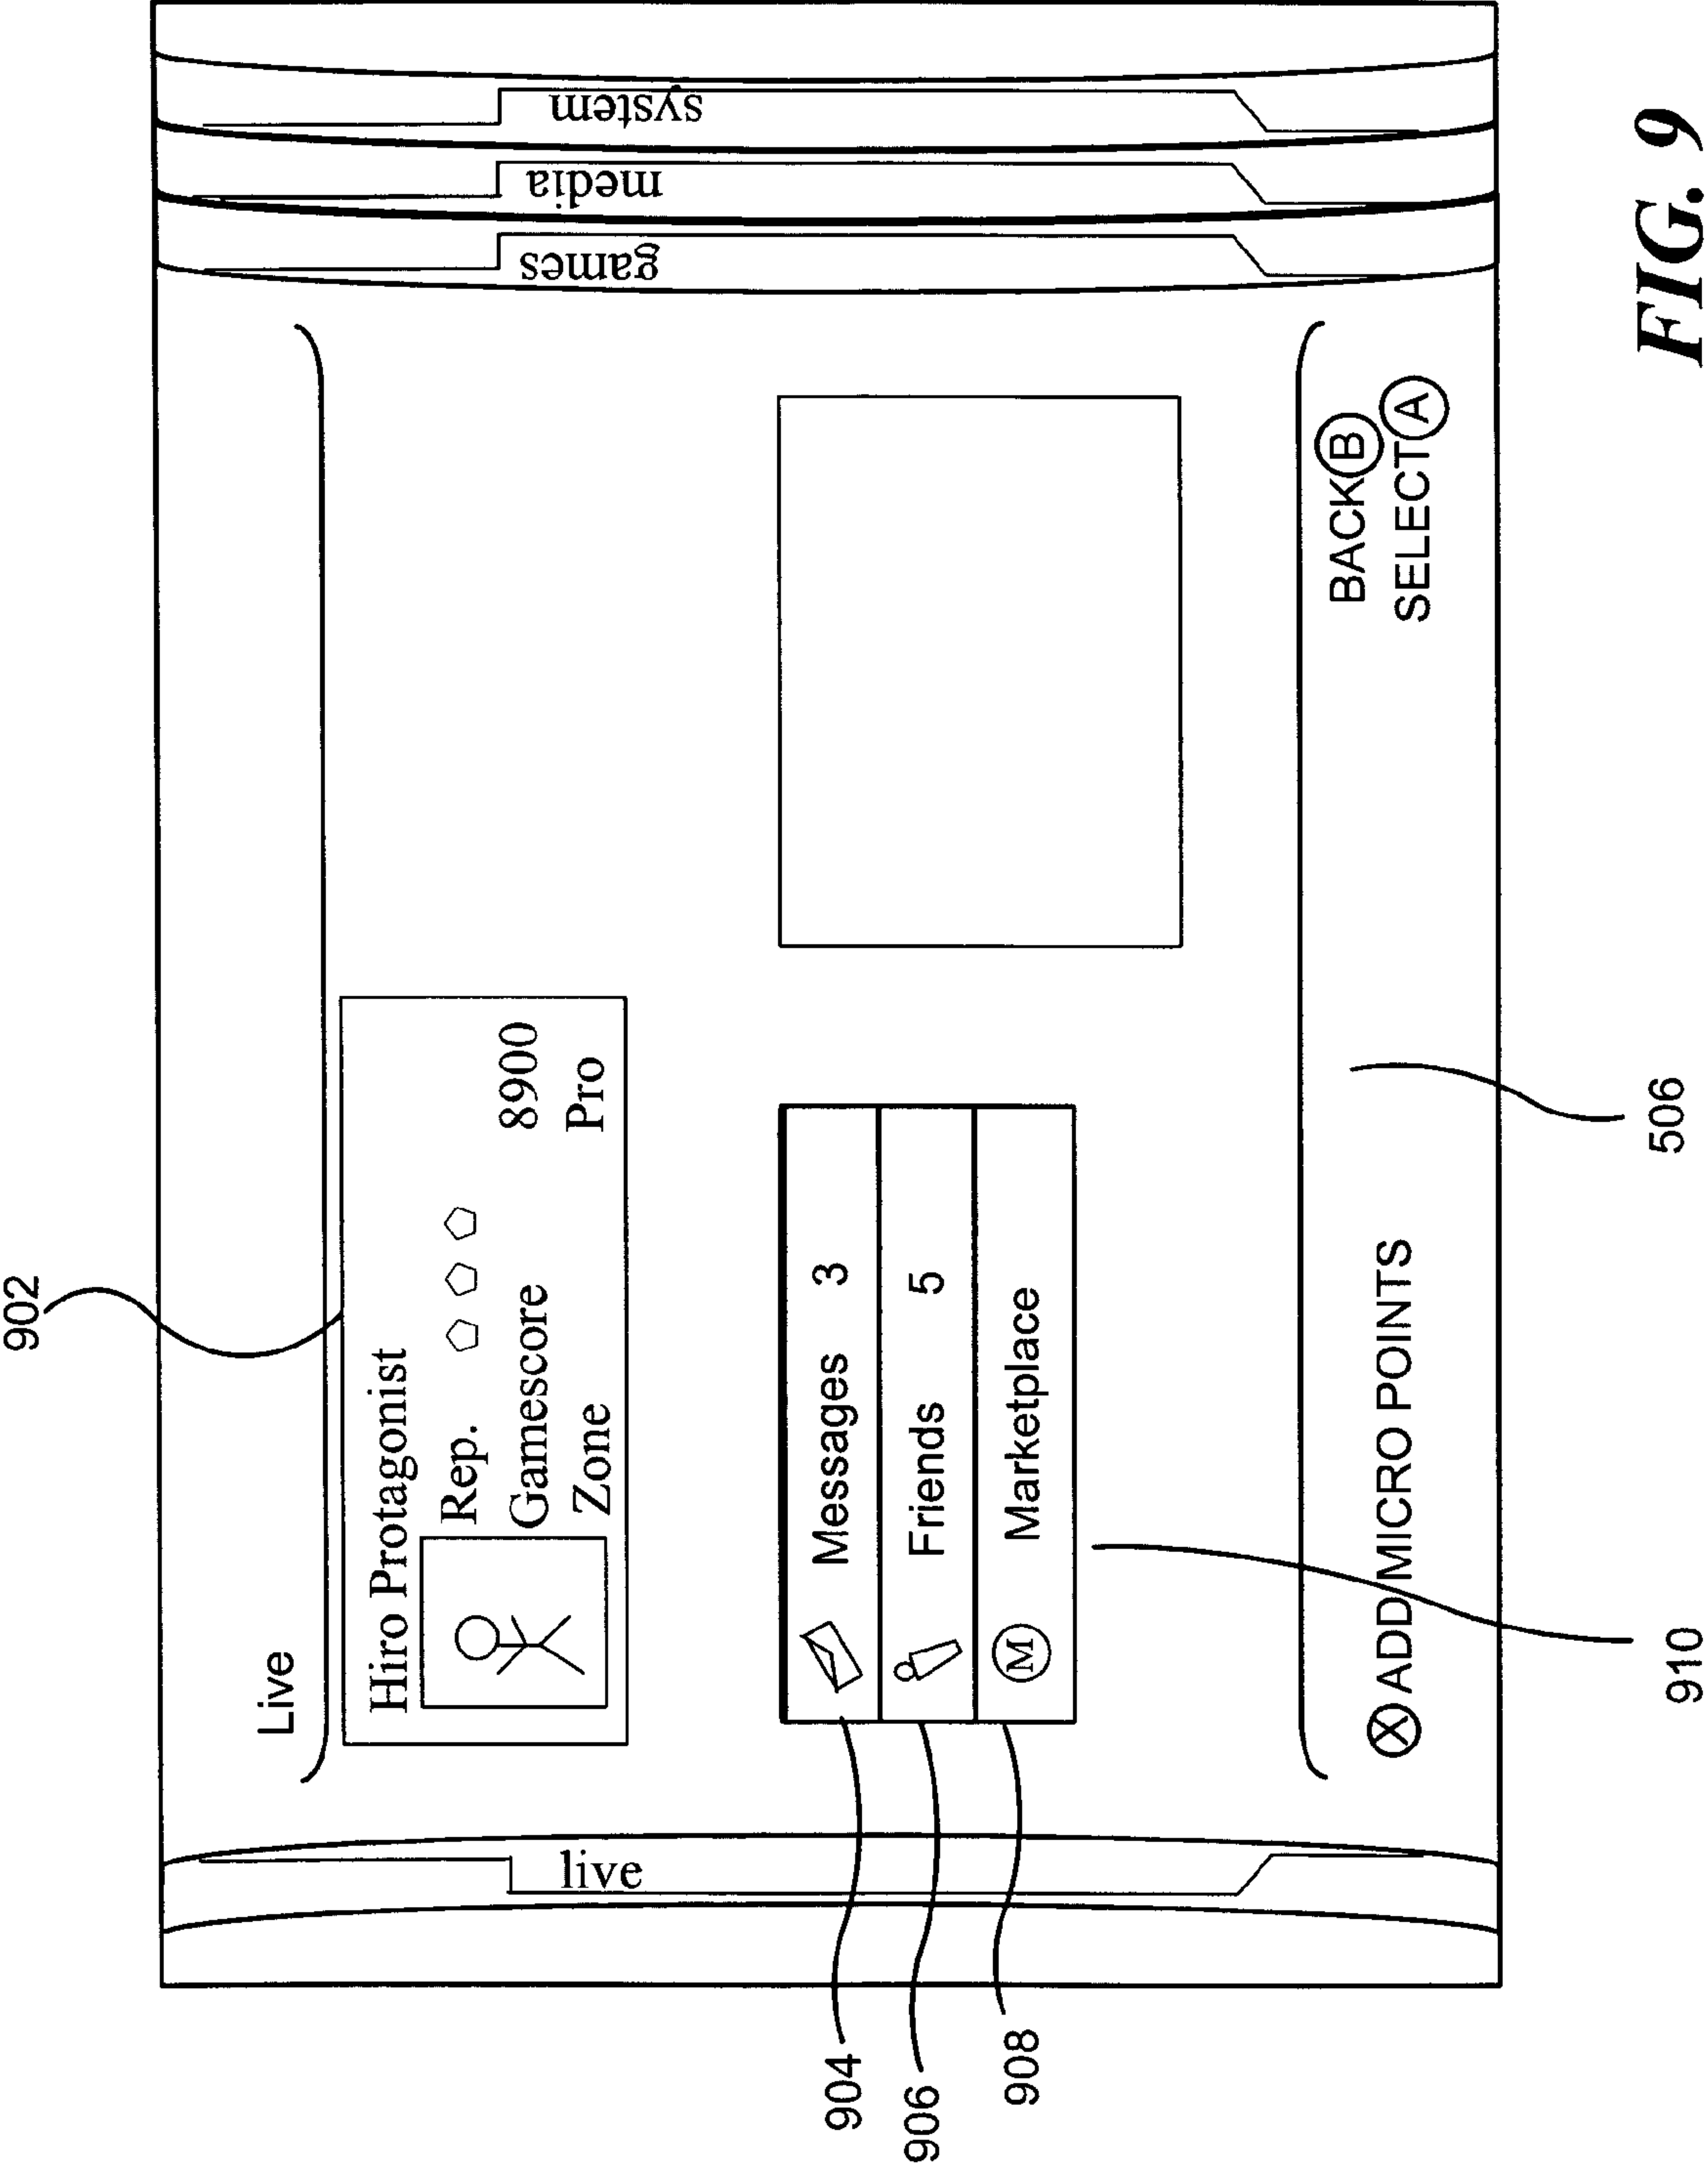 902
Live
Hiro Protagonist
Rep.
Gamescore 8900
Zone Pro
904
Messages 3
906
Friends 5
908
M Marketplace
910
live
games
media
system
X ADD MICRO POINTS
BACK B
SELECT A
506
FIG. 9